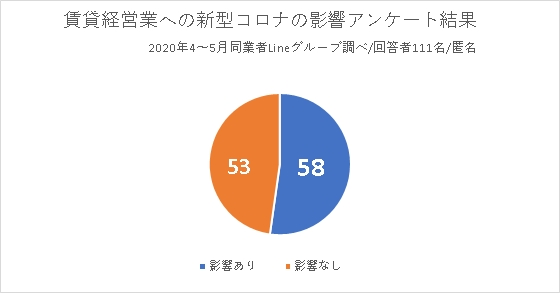 賃貸経営業への新型コロナの影響アンケート結果
2020年4～5月同業者Lineグループ調べ/回答者111名/匿名
53
58
影響あり
影響なし